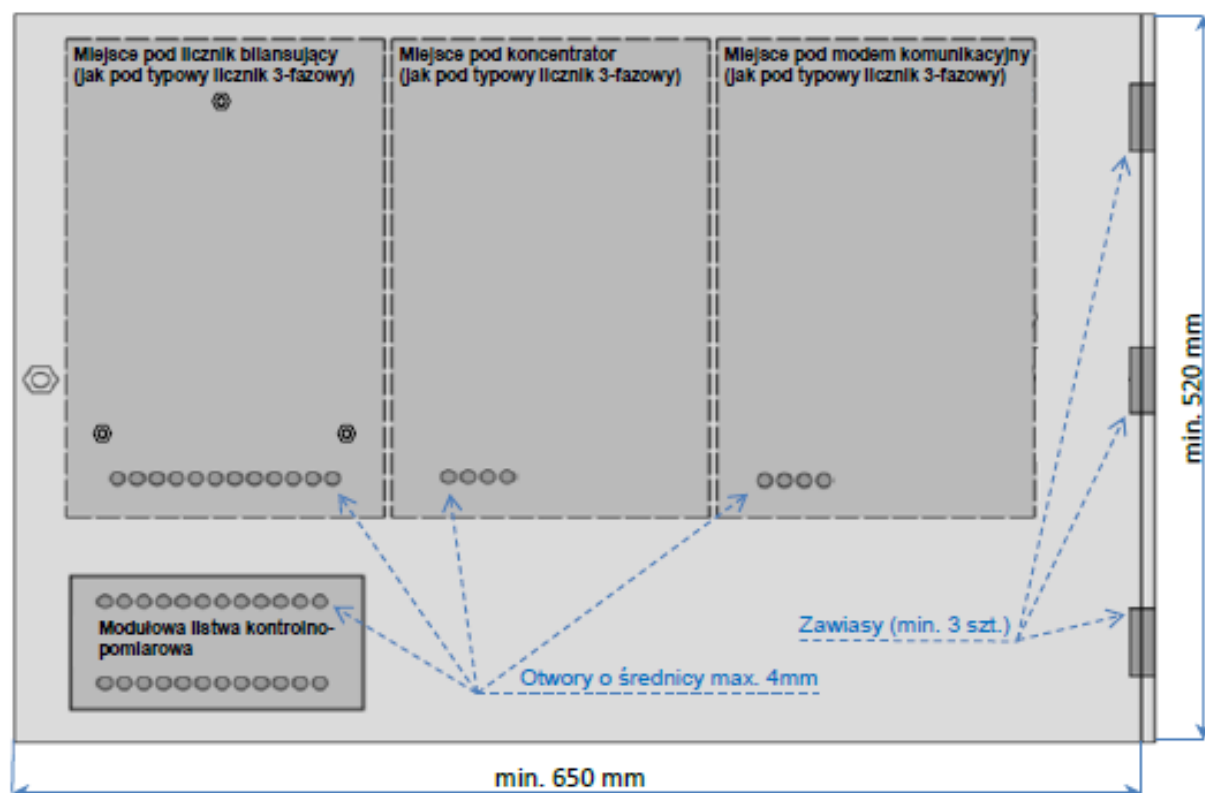 Miejsce pod licznik bilansujący
(jak pod typowy licznik 3-fazowy)
Miejsce pod koncentrator
(jak pod typowy licznik 3-fazowy)
Miejsce pod modem komunikacyjny
(jak pod typowy licznik 3-fazowy)
min. 520 mm
Modułowa listwa kontrolno-
pomiarowa
Zawiasy (min. 3 szt.)
Otwory o średnicy max. 4mm
min. 650 mm